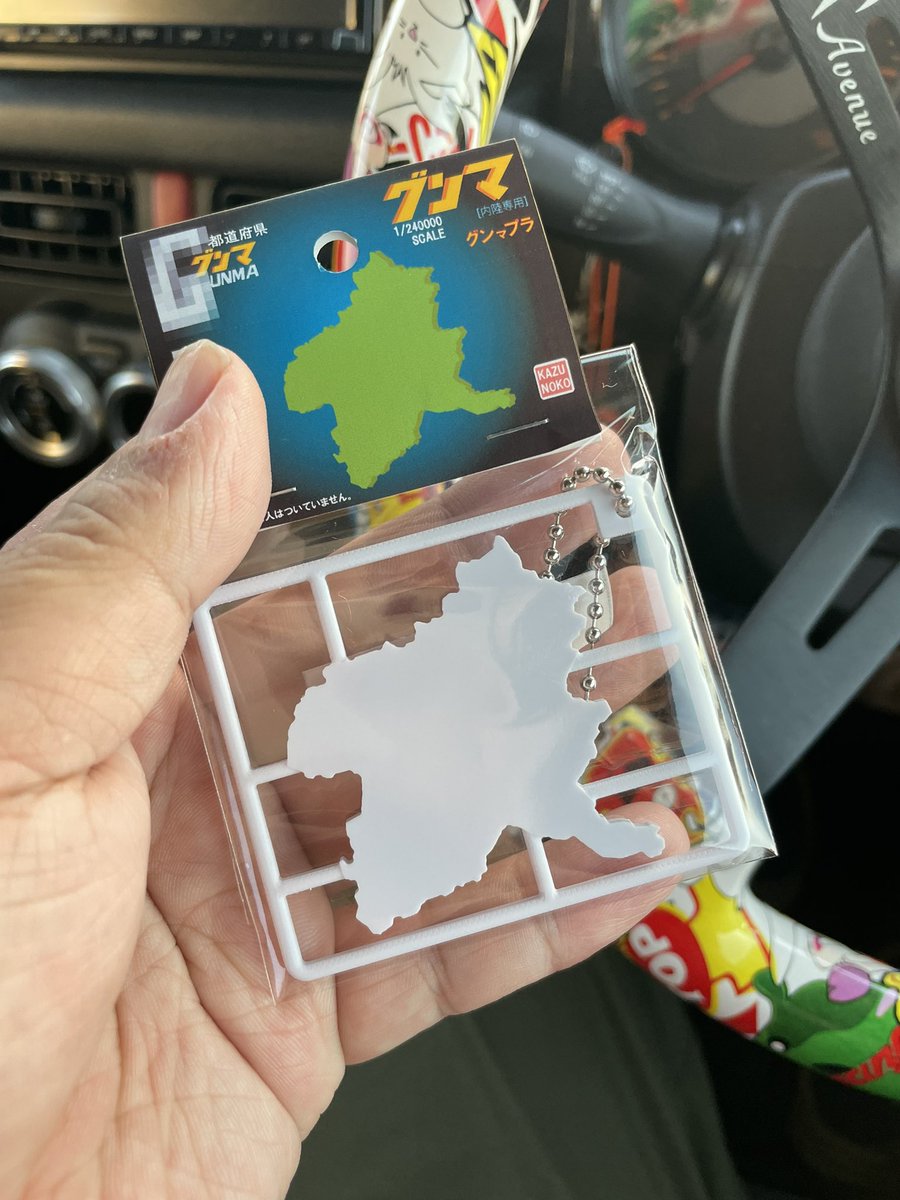 Avenue
グンマ
[内陸専用]
1/240000
SCALE
グンマプラ
都道府県
グンマ
UNMA
KAZU
NOKO
人はついていません。